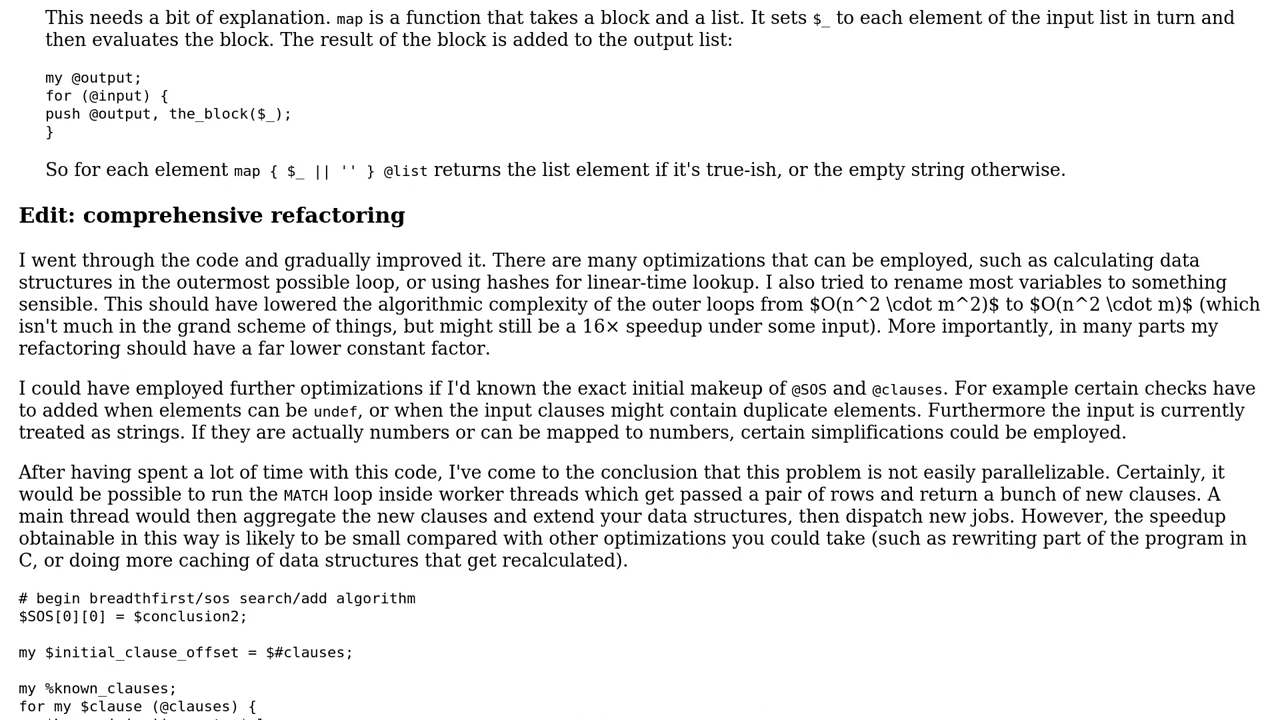 This needs a bit of explanation. map is a function that takes a block and a list. It sets $_ to each element of the input list in turn and
then evaluates the block. The result of the block is added to the output list:
my @output;
for (@input) {
push @output, the_block($_);
}
So for each element map { $_ || '' } @list returns the list element if it's true-ish, or the empty string otherwise.
Edit: comprehensive refactoring
I went through the code and gradually improved it. There are many optimizations that can be employed, such as calculating data
structures in the outermost possible loop, or using hashes for linear-time lookup. I also tried to rename most variables to something
sensible. This should have lowered the algorithmic complexity of the outer loops from $O(n^2 \cdot m^2)$ to $O(n^2 \cdot m)$ (which
isn't much in the grand scheme of things, but might still be a 16× speedup under some input). More importantly, in many parts my
refactoring should have a far lower constant factor.
I could have employed further optimizations if I'd known the exact initial makeup of @SOS and @clauses. For example certain checks have
to added when elements can be undef, or when the input clauses might contain duplicate elements. Furthermore the input is currently
treated as strings. If they are actually numbers or can be mapped to numbers, certain simplifications could be employed.
After having spent a lot of time with this code, I've come to the conclusion that this problem is not easily parallelizable. Certainly, it
would be possible to run the MATCH loop inside worker threads which get passed a pair of rows and return a bunch of new clauses. A
main thread would then aggregate the new clauses and extend your data structures, then dispatch new jobs. However, the speedup
obtainable in this way is likely to be small compared with other optimizations you could take (such as rewriting part of the program in
C, or doing more caching of data structures that get recalculated).
# begin breadthfirst/sos search/add algorithm
$SOS[0][0] = $conclusion2;
my $initial_clause_offset = $#clauses;
my %known_clauses;
for my $clause (@clauses) {